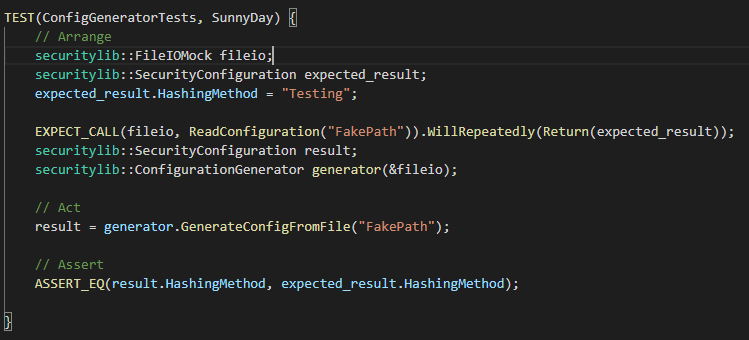 TEST(ConfigGeneratorTests, SunnyDay) {
// Arrange
securitylib::FileIOMock fileio;
securitylib::SecurityConfiguration expected_result;
expected_result.HashingMethod = "Testing";
EXPECT_CALL(fileio, ReadConfiguration("FakePath")).WillRepeatedly(Return(expected_result));
securitylib::SecurityConfiguration result;
securitylib::ConfigurationGenerator generator(&fileio);
// Act
result = generator.GenerateConfigFromFile("FakePath");
// Assert
ASSERT_EQ(result.HashingMethod, expected_result.HashingMethod);
}